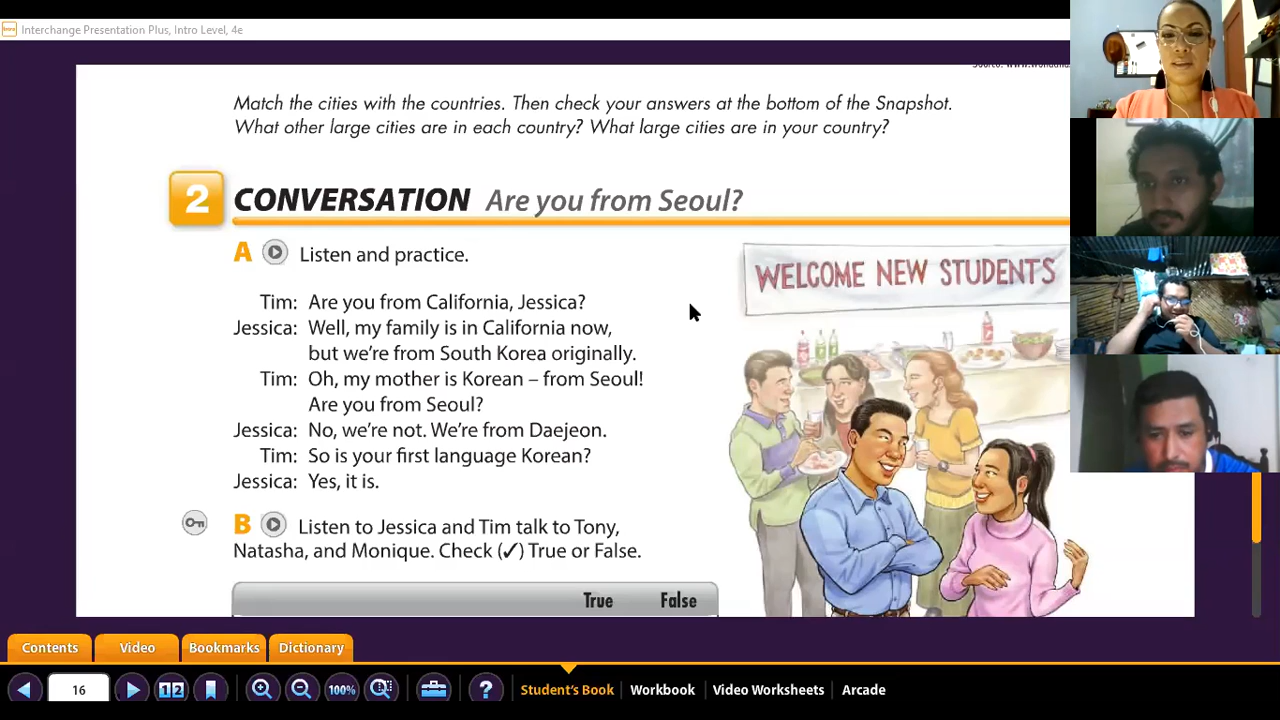 Interchange Presentation Plus, Intro Level, 4e
Match the cities with the countries. Then check your answers at the bottom of the Snapshot.
What other large cities are in each country? What large cities are in your country?
2 CONVERSATION Are you from Seoul?
A Listen and practice.
Tim: Are you from California, Jessica?
Jessica: Well, my family is in California now,
but we're from South Korea originally.
Tim: Oh, my mother is Korean – from Seoul!
Are you from Seoul?
Jessica: No, we're not. We're from Daejeon.
Tim: So is your first language Korean?
Jessica: Yes, it is.
WELCOME NEW STUDENTS
B Listen to Jessica and Tim talk to Tony,
Natasha, and Monique. Check (✓) True or False.
True False
Contents Video Bookmarks Dictionary
16 12 100% ? Student's Book Workbook Video Worksheets Arcade